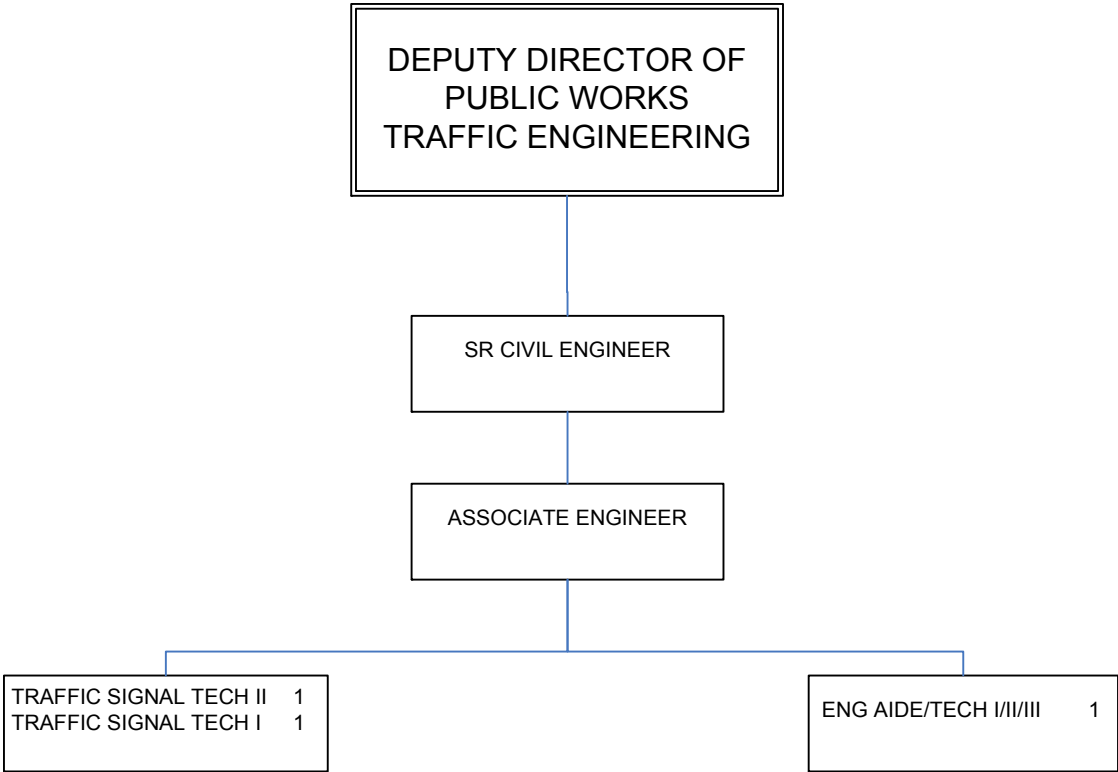 DEPUTY DIRECTOR OF
PUBLIC WORKS
TRAFFIC ENGINEERING
SR CIVIL ENGINEER
ASSOCIATE ENGINEER
TRAFFIC SIGNAL TECH II 1
TRAFFIC SIGNAL TECH I 1
ENG AIDE/TECH I/II/III 1